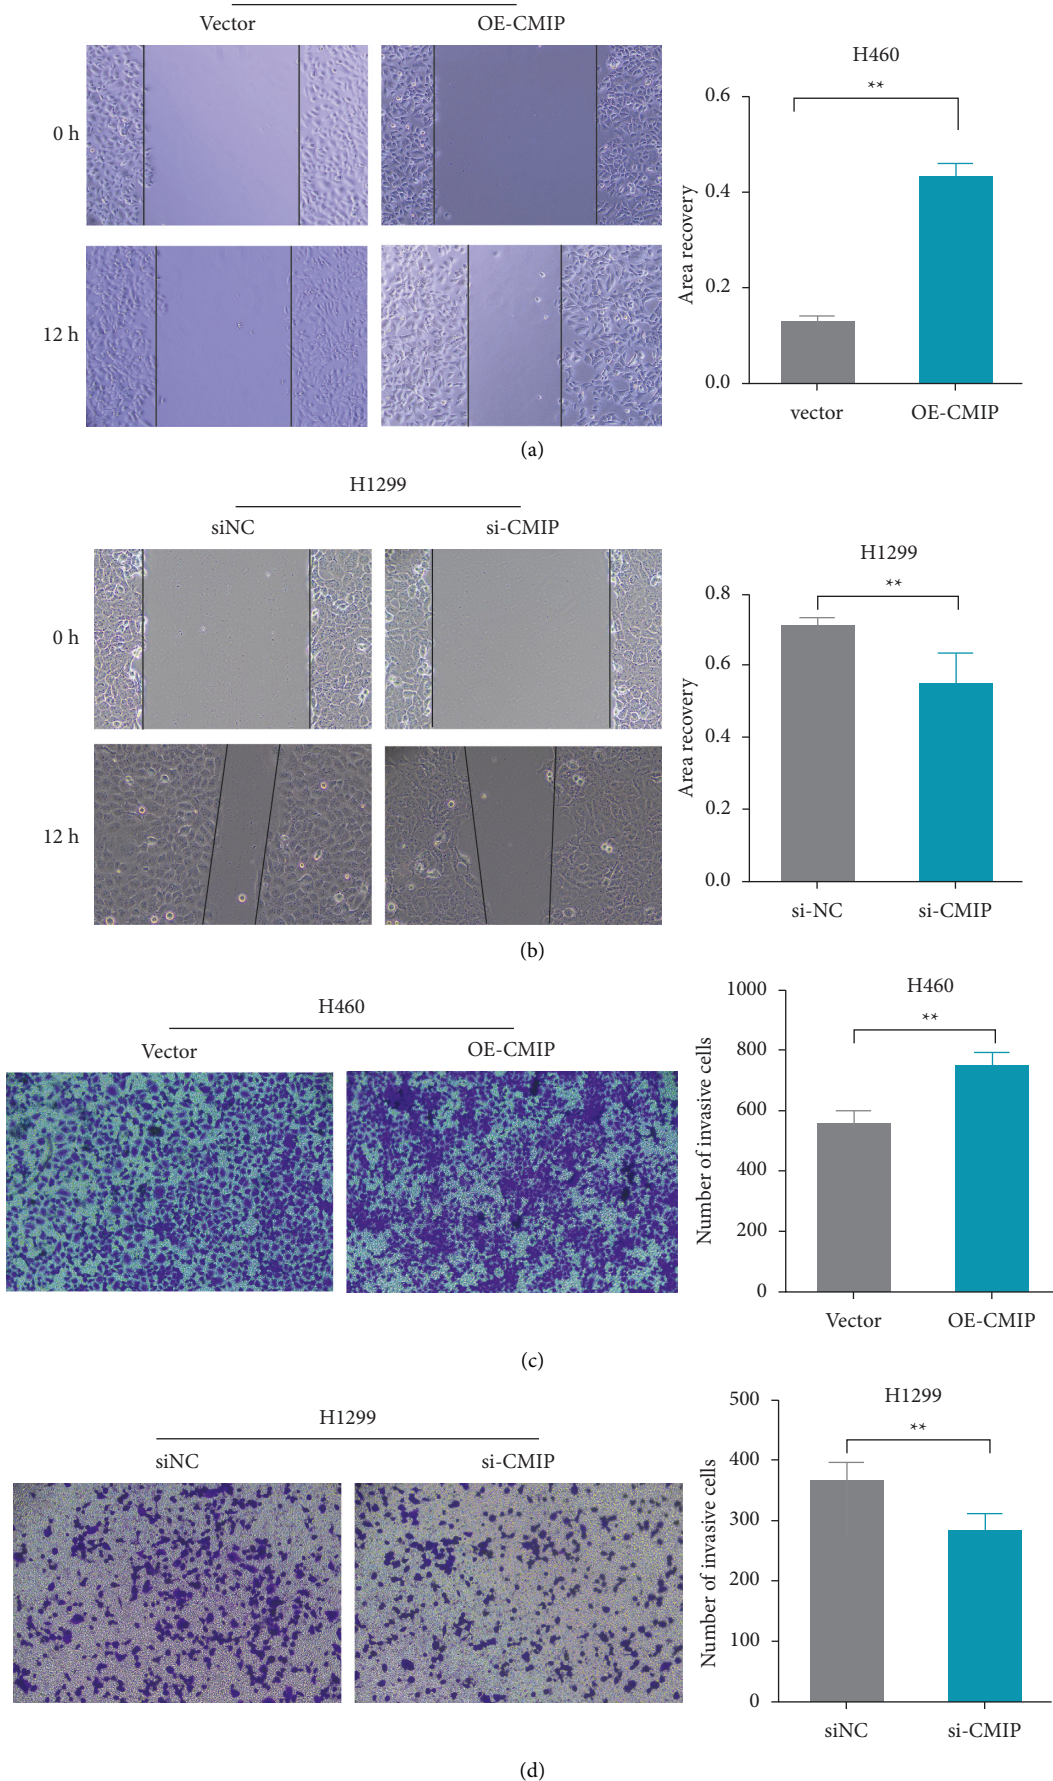 Vector OE-CMIP
0 h
12 h
H460
**
Area recovery
0.6
0.4
0.2
0.0
vector OE-CMIP
(a)
H1299
siNC si-CMIP
0 h
12 h
H1299
**
Area recovery
0.8
0.6
0.4
0.2
0.0
si-NC si-CMIP
(b)
H460
Vector OE-CMIP
H460
**
Number of invasive cells
1000
800
600
400
200
0
Vector OE-CMIP
(c)
H1299
siNC si-CMIP
H1299
**
Number of invasive cells
500
400
300
200
100
0
siNC si-CMIP
(d)